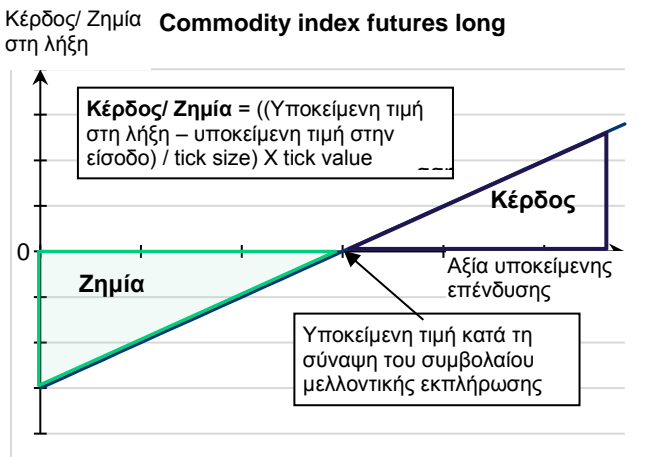 Κέρδος/ Ζημία
στη λήξη
Commodity index futures long
Κέρδος/ Ζημία = ((Υποκείμενη τιμή
στη λήξη – υποκείμενη τιμή στην
είσοδο) / tick size) X tick value
Κέρδος
0
Ζημία
Αξία υποκείμενης
επένδυσης
Υποκείμενη τιμή κατά τη
σύναψη του συμβολαίου
μελλοντικής εκπλήρωσης